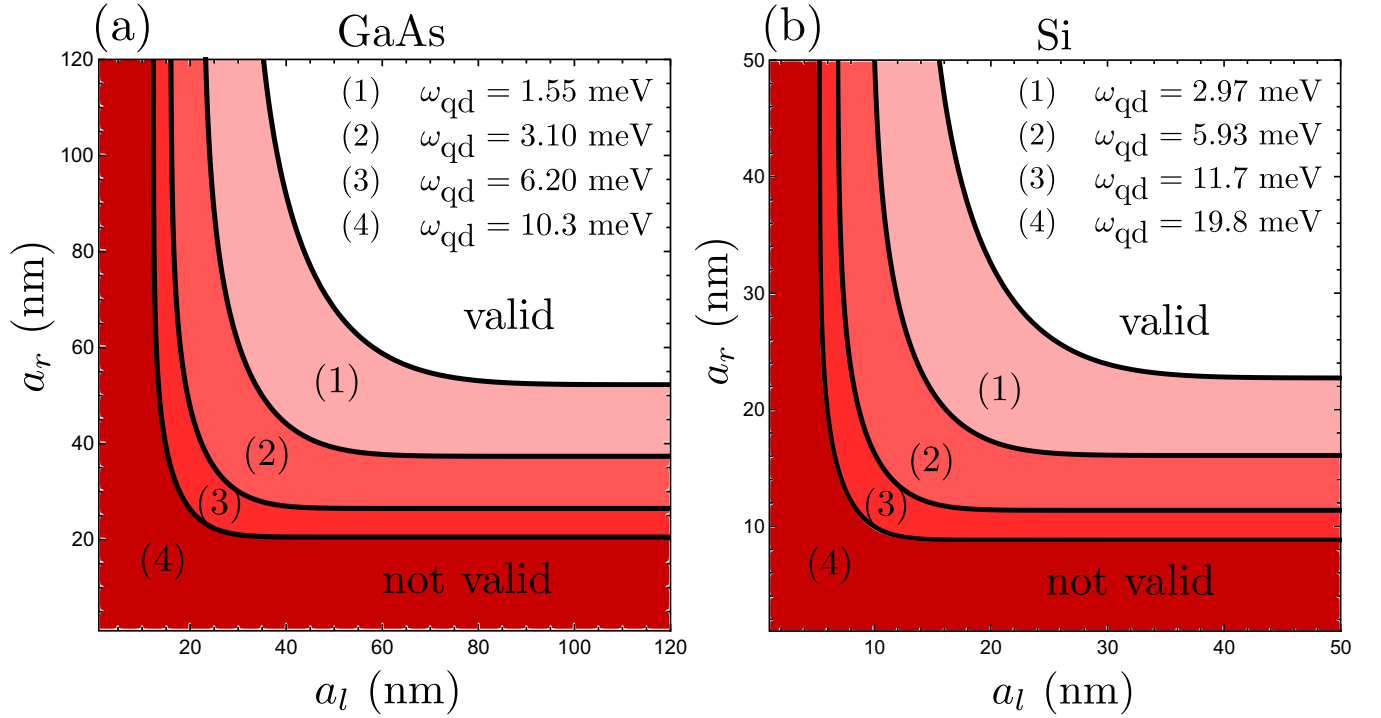 (a)
GaAs
120
100
80
60
40
20
20 40 60 80 100 120
a_r (nm)
a_l (nm)
(1) ω_qd = 1.55 meV
(2) ω_qd = 3.10 meV
(3) ω_qd = 6.20 meV
(4) ω_qd = 10.3 meV
valid
(1)
(2)
(3)
(4)
not valid
(b)
Si
50
40
30
20
10
10 20 30 40 50
a_r (nm)
a_l (nm)
(1) ω_qd = 2.97 meV
(2) ω_qd = 5.93 meV
(3) ω_qd = 11.7 meV
(4) ω_qd = 19.8 meV
valid
(1)
(2)
(3)
(4)
not valid